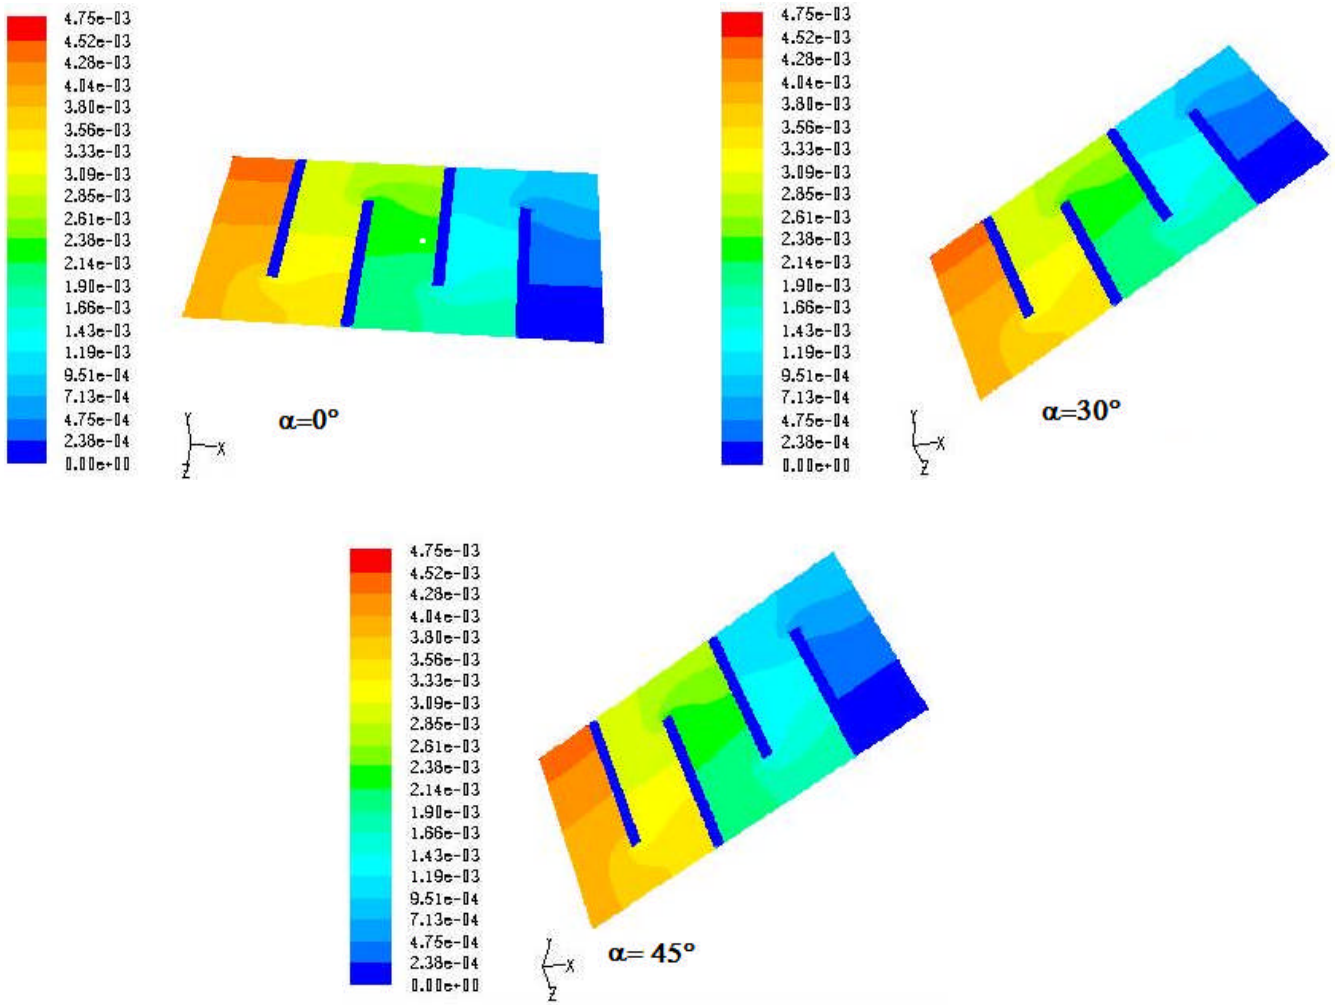 4.75e-03
4.52e-03
4.28e-03
4.04e-03
3.80e-03
3.56e-03
3.33e-03
3.09e-03
2.85e-03
2.61e-03
2.38e-03
2.14e-03
1.90e-03
1.66e-03
1.43e-03
1.19e-03
9.51e-04
7.13e-04
4.75e-04
2.38e-04
0.00e+00
Y
X
Z
α=0°
4.75e-03
4.52e-03
4.28e-03
4.04e-03
3.80e-03
3.56e-03
3.33e-03
3.09e-03
2.85e-03
2.61e-03
2.38e-03
2.14e-03
1.90e-03
1.66e-03
1.43e-03
1.19e-03
9.51e-04
7.13e-04
4.75e-04
2.38e-04
0.00e+00
Y
X
Z
α=30°
4.75e-03
4.52e-03
4.28e-03
4.04e-03
3.80e-03
3.56e-03
3.33e-03
3.09e-03
2.85e-03
2.61e-03
2.38e-03
2.14e-03
1.90e-03
1.66e-03
1.43e-03
1.19e-03
9.51e-04
7.13e-04
4.75e-04
2.38e-04
0.00e+00
Y
X
Z
α= 45°